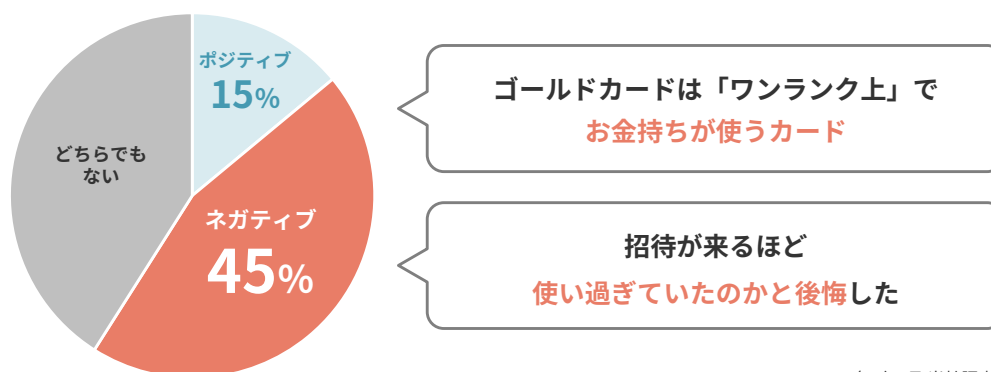 ポジティブ
15%
どちらでも
ない
ネガティブ
45%
ゴールドカードは「ワンランク上」で
お金持ちが使うカード
招待が来るほど
使い過ぎていたのかと後悔した